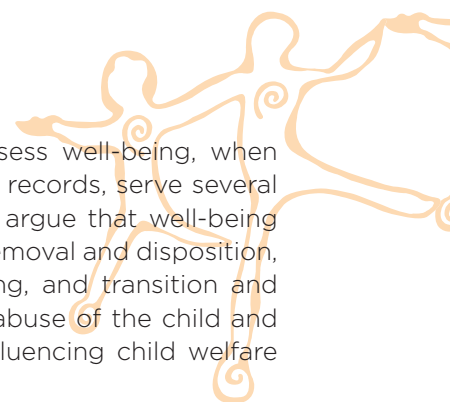 sess well-being, when
records, serve several
argue that well-being
emoval and disposition,
ng, and transition and
abuse of the child and
fluencing child welfare